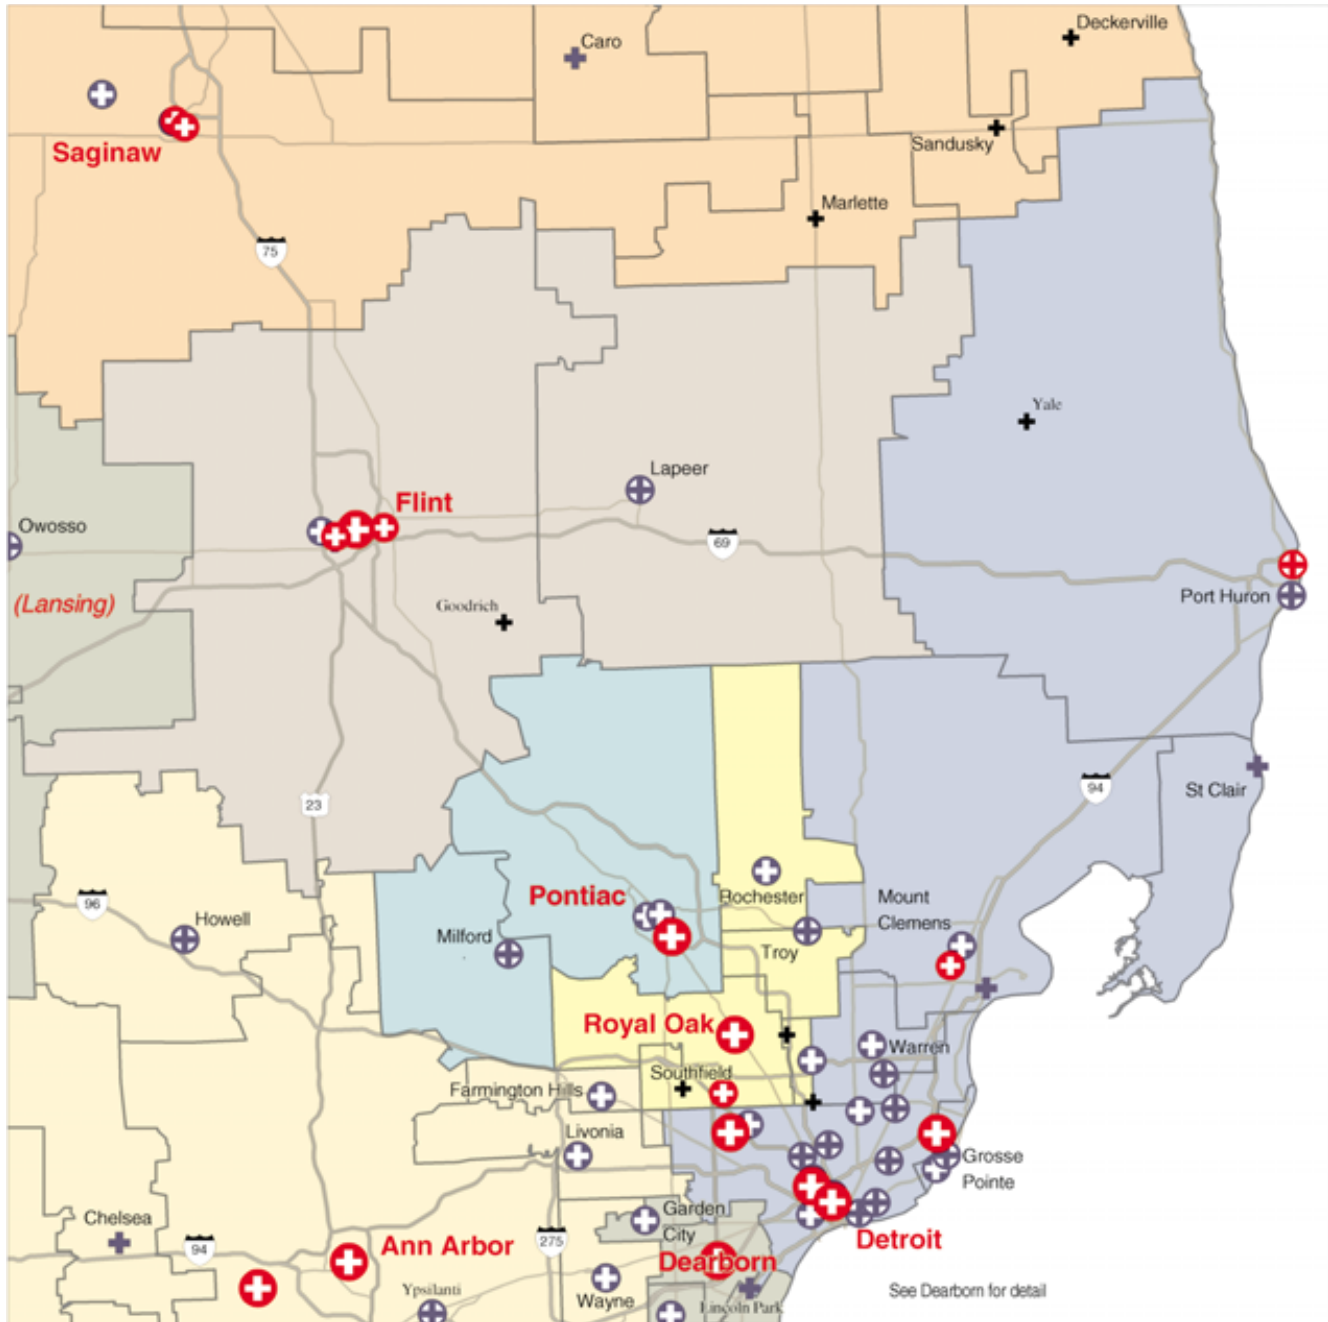 Deckerville
Caro
Sandusky
Saginaw
Marlette
75
Yale
Lapeer
Flint
Owosso
69
(Lansing)
Port Huron
Goodrich
St Clair
94
23
Pontiac
Rochester
Mount
Clemens
96
Howell
Milford
Troy
Royal Oak
Warren
Southfield
Farmington Hills
Livonia
Grosse
Pointe
Garden
City
Chelsea
Detroit
Ann Arbor
275
94
Dearborn
Ypsilanti
Wayne
Lincoln Park
See Dearborn for detail